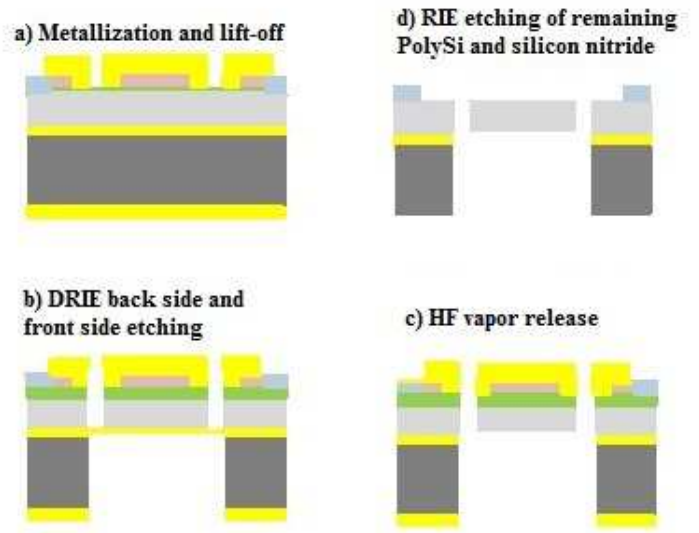 a) Metallization and lift-off
d) RIE etching of remaining
PolySi and silicon nitride
b) DRIE back side and
front side etching
c) HF vapor release